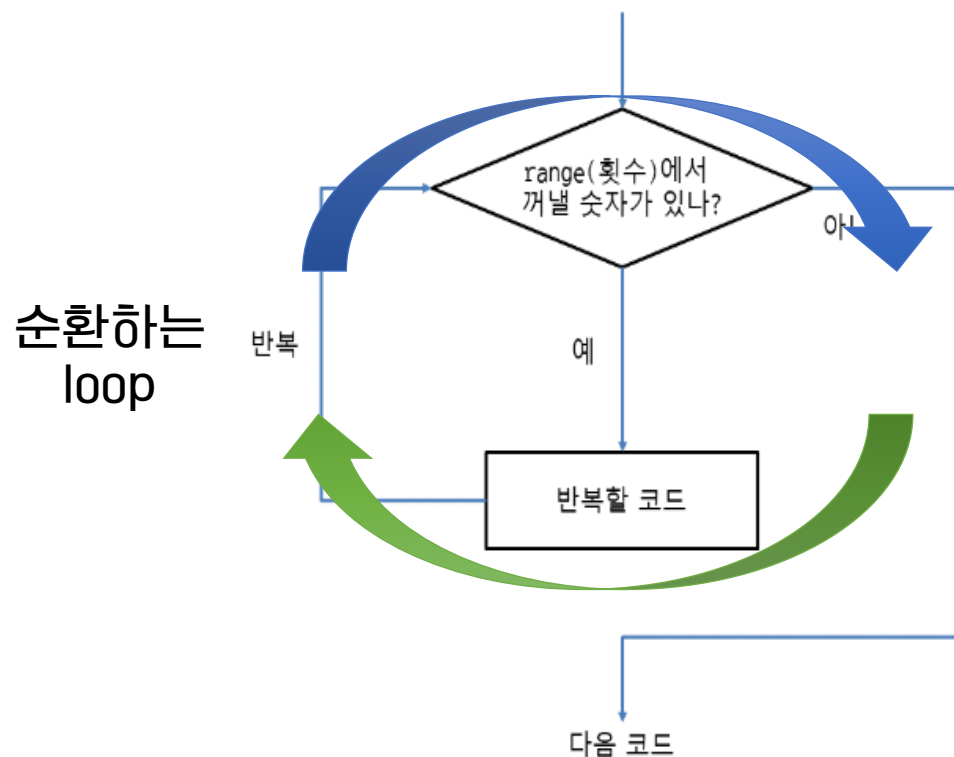 range(횟수)에서
꺼낼 숫자가 있나?
순환하는
loop
반복
예
반복할 코드
다음 코드